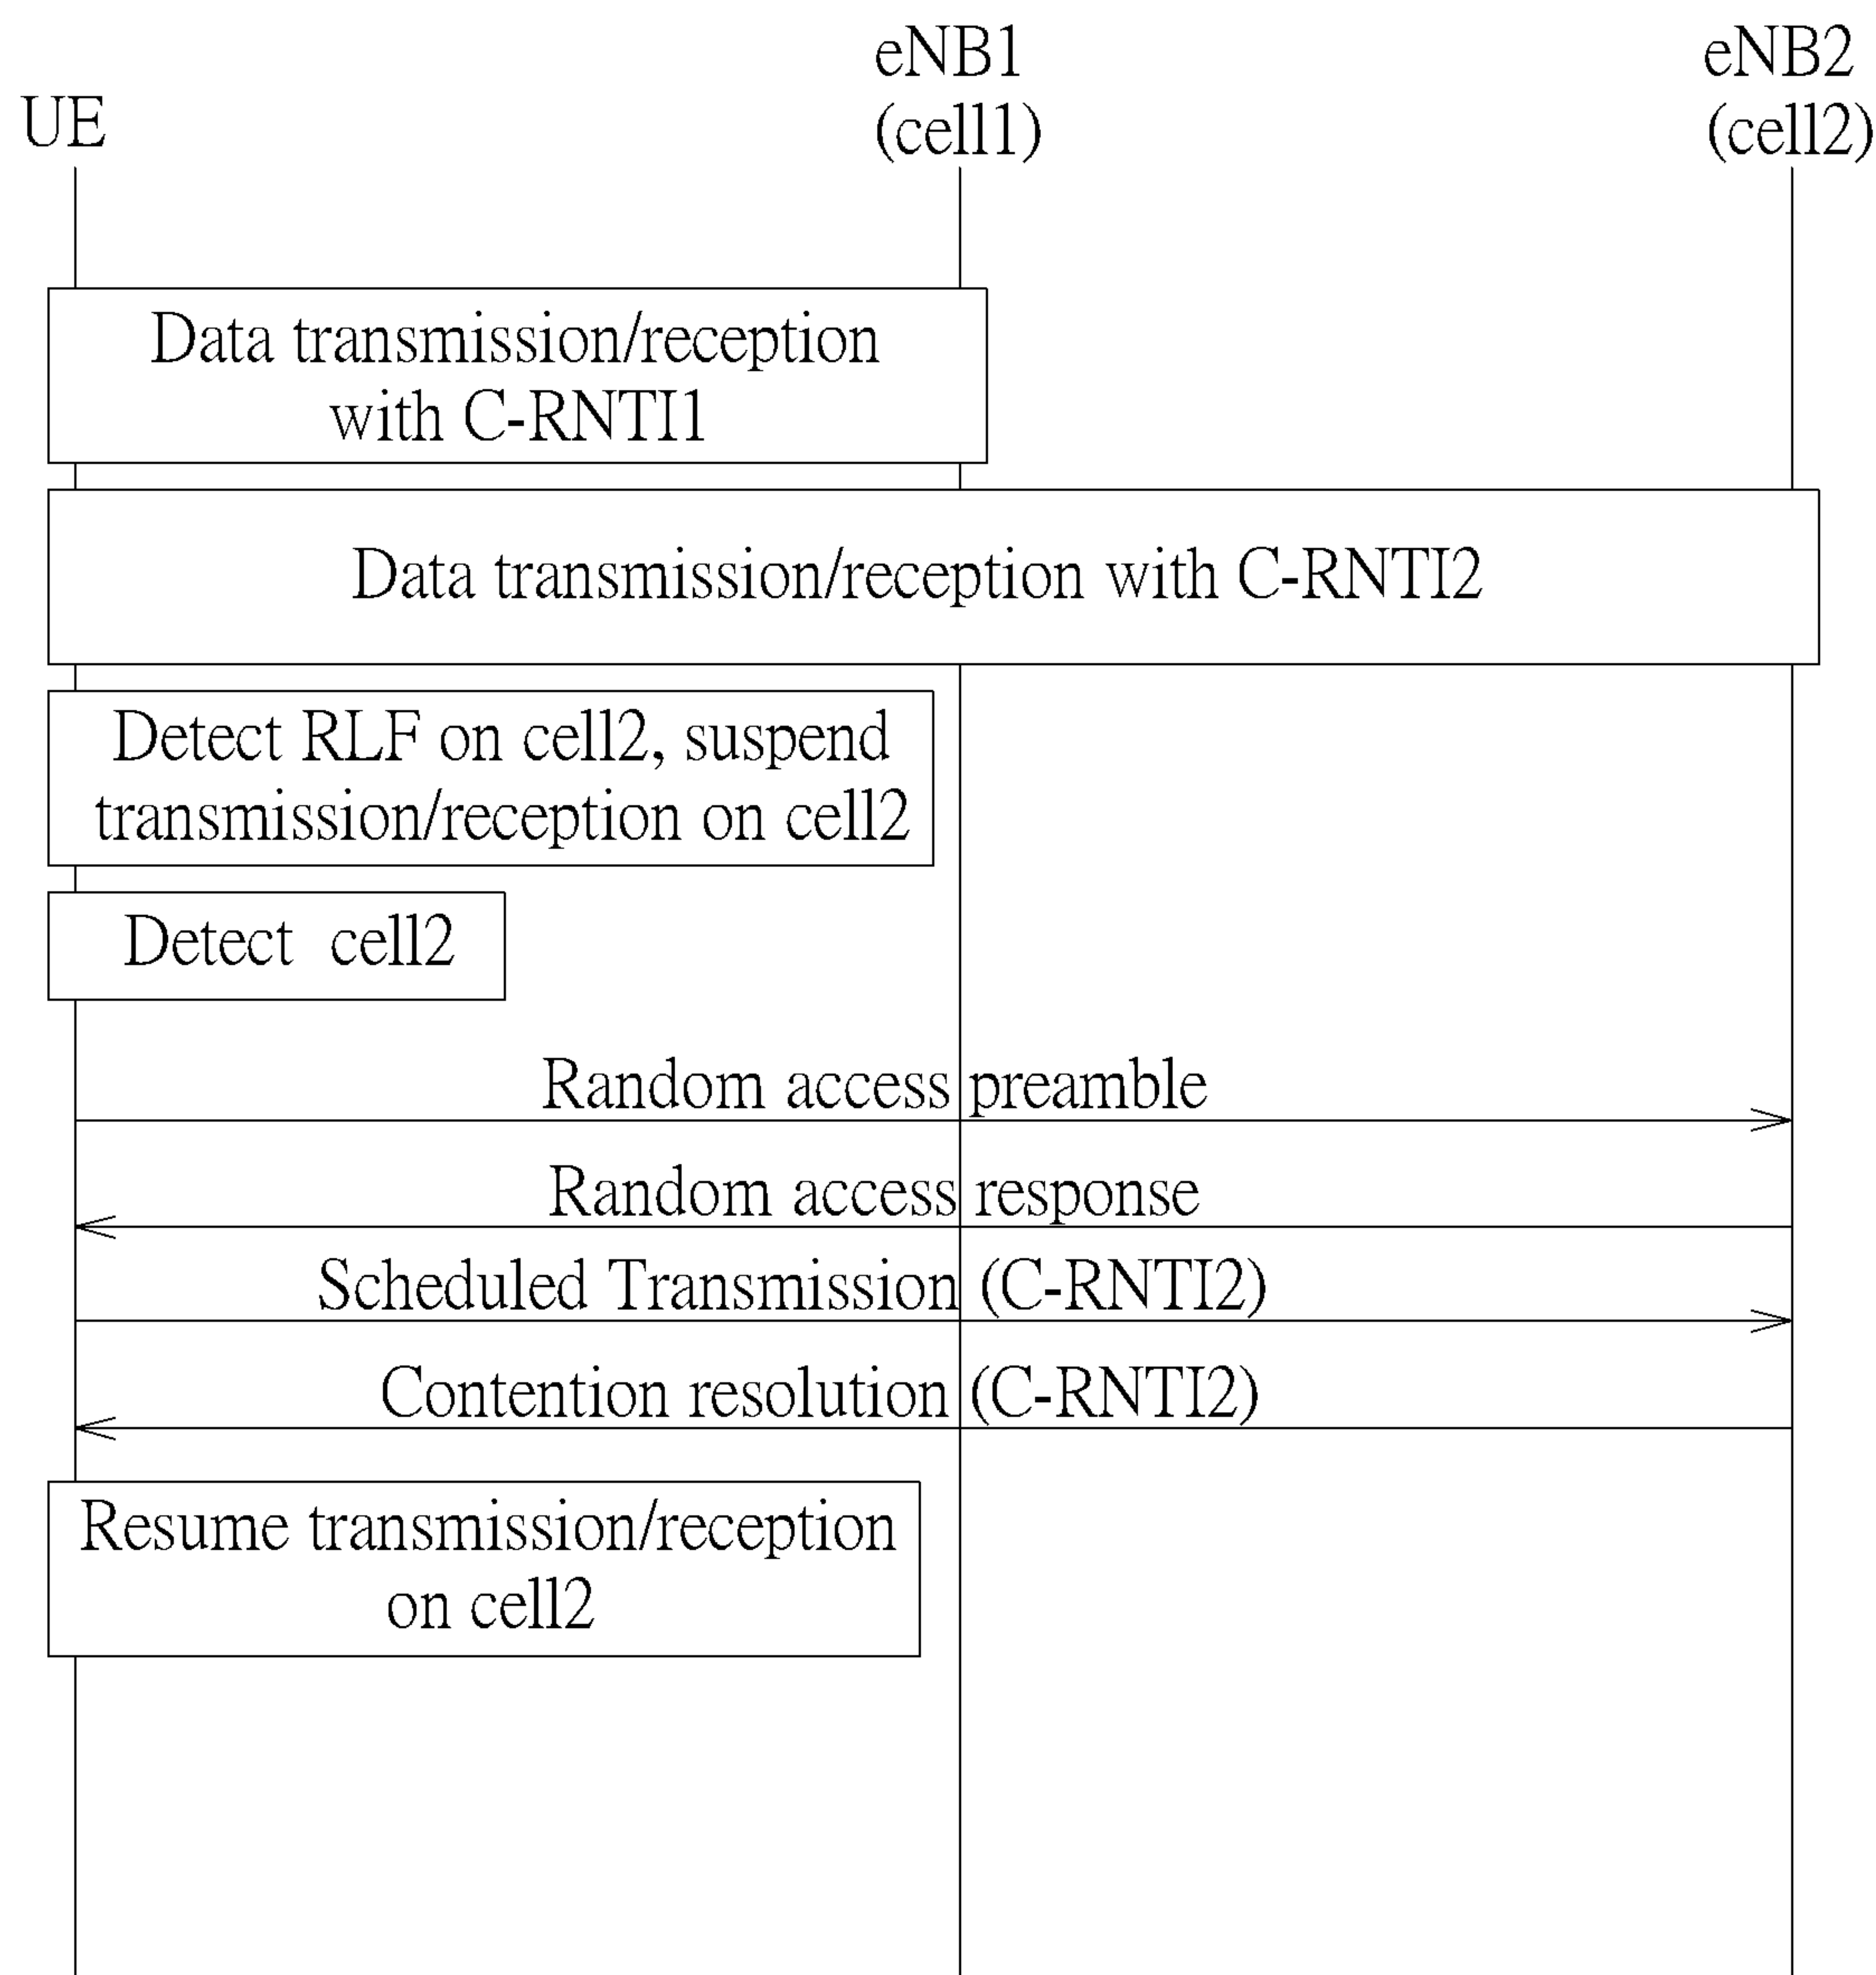 UE
eNB1
(cell1)
eNB2
(cell2)
Data transmission/reception
with C-RNTI1
Data transmission/reception with C-RNTI2
Detect RLF on cell2, suspend
transmission/reception on cell2
Detect cell2
Random access preamble
Random access response
Scheduled Transmission (C-RNTI2)
Contention resolution (C-RNTI2)
Resume transmission/reception
on cell2